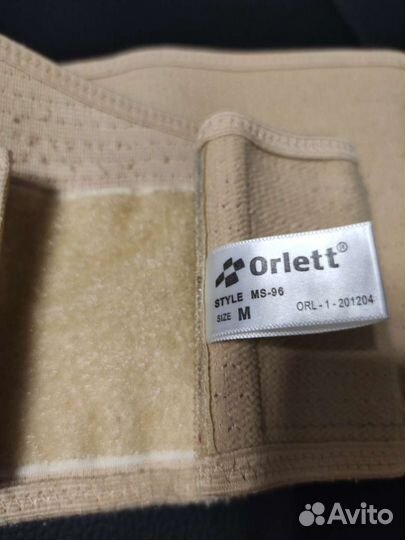 Orlett®
STYLE MS-96
SIZE M ORL-1-201204
Avito